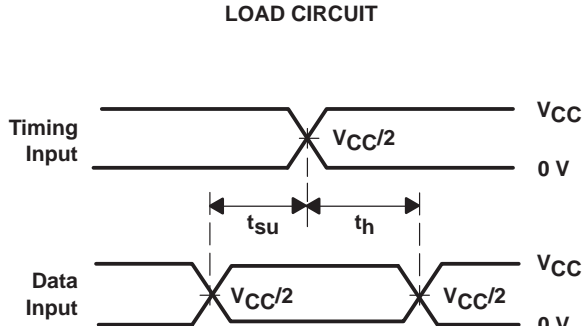 LOAD CIRCUIT
Timing
Input
VCC/2
VCC
0 V
tsu
th
Data
Input
VCC/2
VCC/2
VCC
0 V